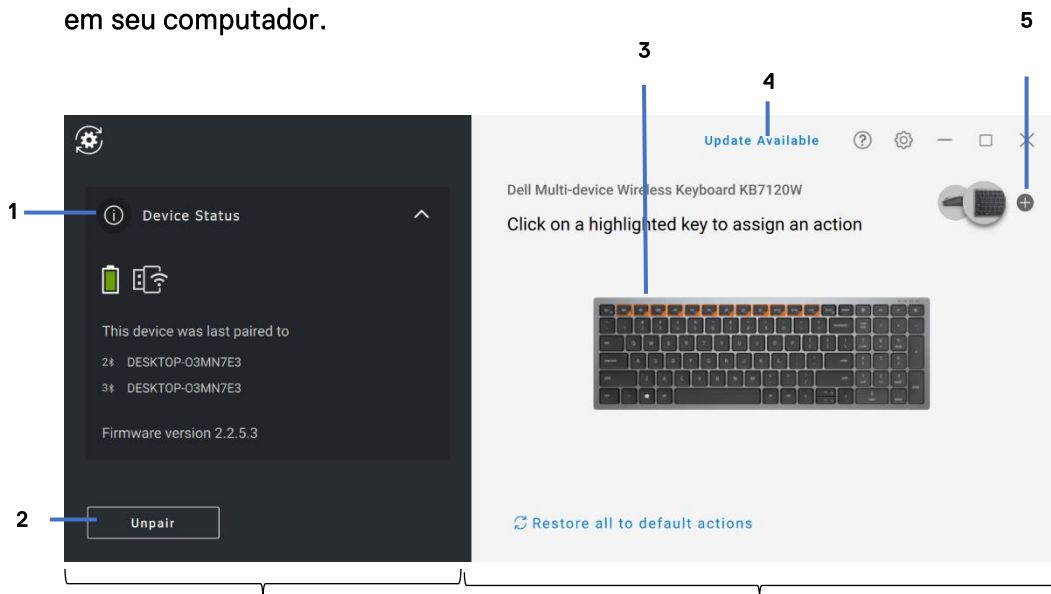 em seu computador.
5
3
4
Update Available
1
Device Status
Dell Multi-device Wireless Keyboard KB7120W
Click on a highlighted key to assign an action
This device was last paired to
2 DESKTOP-O3MN7E3
3 DESKTOP-O3MN7E3
Firmware version 2.2.5.3
2
Unpair
Restore all to default actions